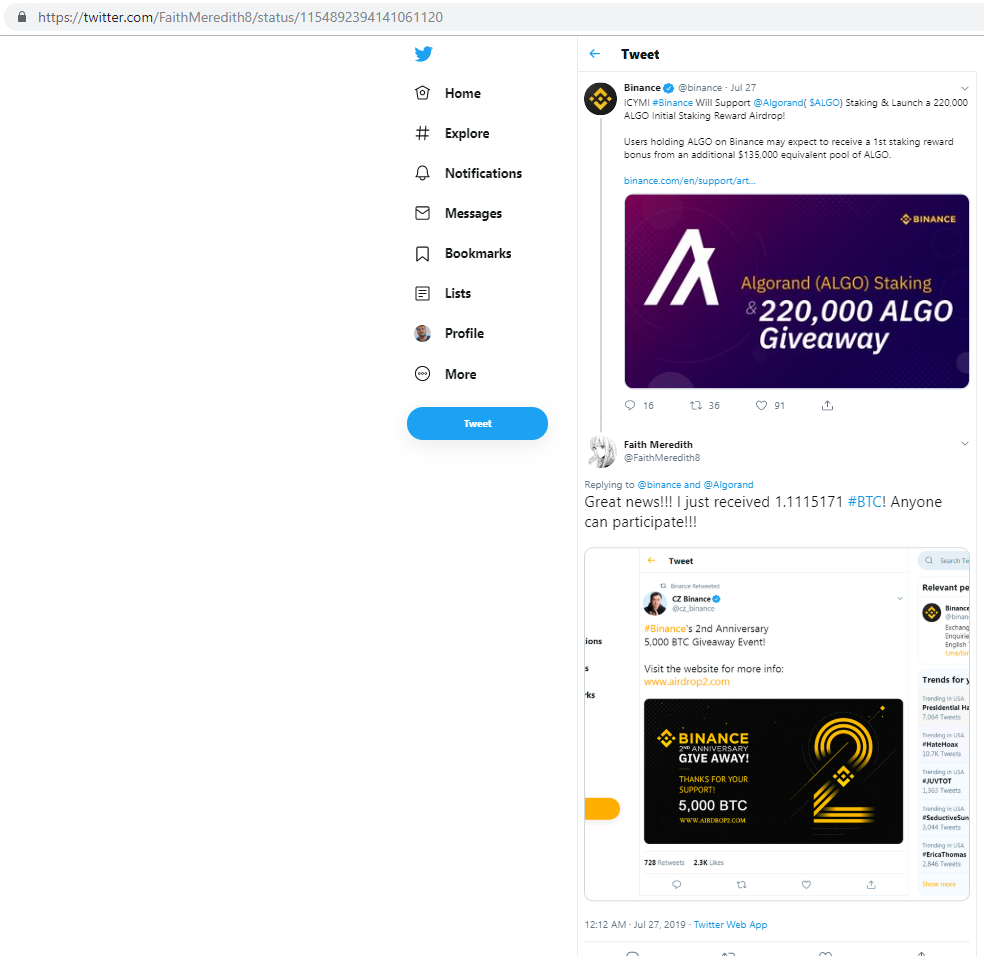 https://twitter.com/FaithMeredith8/status/1154892394141061120
Home
Explore
Notifications
Messages
Bookmarks
Lists
Profile
More
Tweet
Tweet
Binance @binance · Jul 27
ICYMI #Binance Will Support @Algorand( $ALGO) Staking & Launch a 220,000
ALGO Initial Staking Reward Airdrop!
Users holding ALGO on Binance may expect to receive a 1st staking reward
bonus from an additional $135,000 equivalent pool of ALGO.
binance.com/en/support/art...
BINANCE
Algorand (ALGO) Staking
& 220,000 ALGO
Giveaway
16 36 91
Faith Meredith
@FaithMeredith8
Replying to @binance and @Algorand
Great news!!! I just received 1.1115171 #BTC! Anyone
can participate!!!
Tweet
Binance Retweeted
CZ Binance
@cz_binance
#Binance's 2nd Anniversary
5,000 BTC Giveaway Event!
Visit the website for more info:
www.airdrop2.com
BINANCE
2ND ANNIVERSARY
GIVE AWAY!
THANKS FOR YOUR
SUPPORT!
5,000 BTC
WWW.AIRDROP2.COM
2
728 Retweets 2.3K Likes
ions
s
ks
Search Tw
Relevant pe
Binance
@binan
Exchang
Enquirie
English
t.me/bin
Trends for y
Trending in USA
Presidential Ha
7,064 Tweets
Trending in USA
#HateHoax
10.7K Tweets
Trending in USA
#JUVTOT
1,363 Tweets
Trending in USA
#SeductiveSun
3,044 Tweets
Trending in USA
#EricaThomas
2,846 Tweets
Show more
12:12 AM · Jul 27, 2019 · Twitter Web App